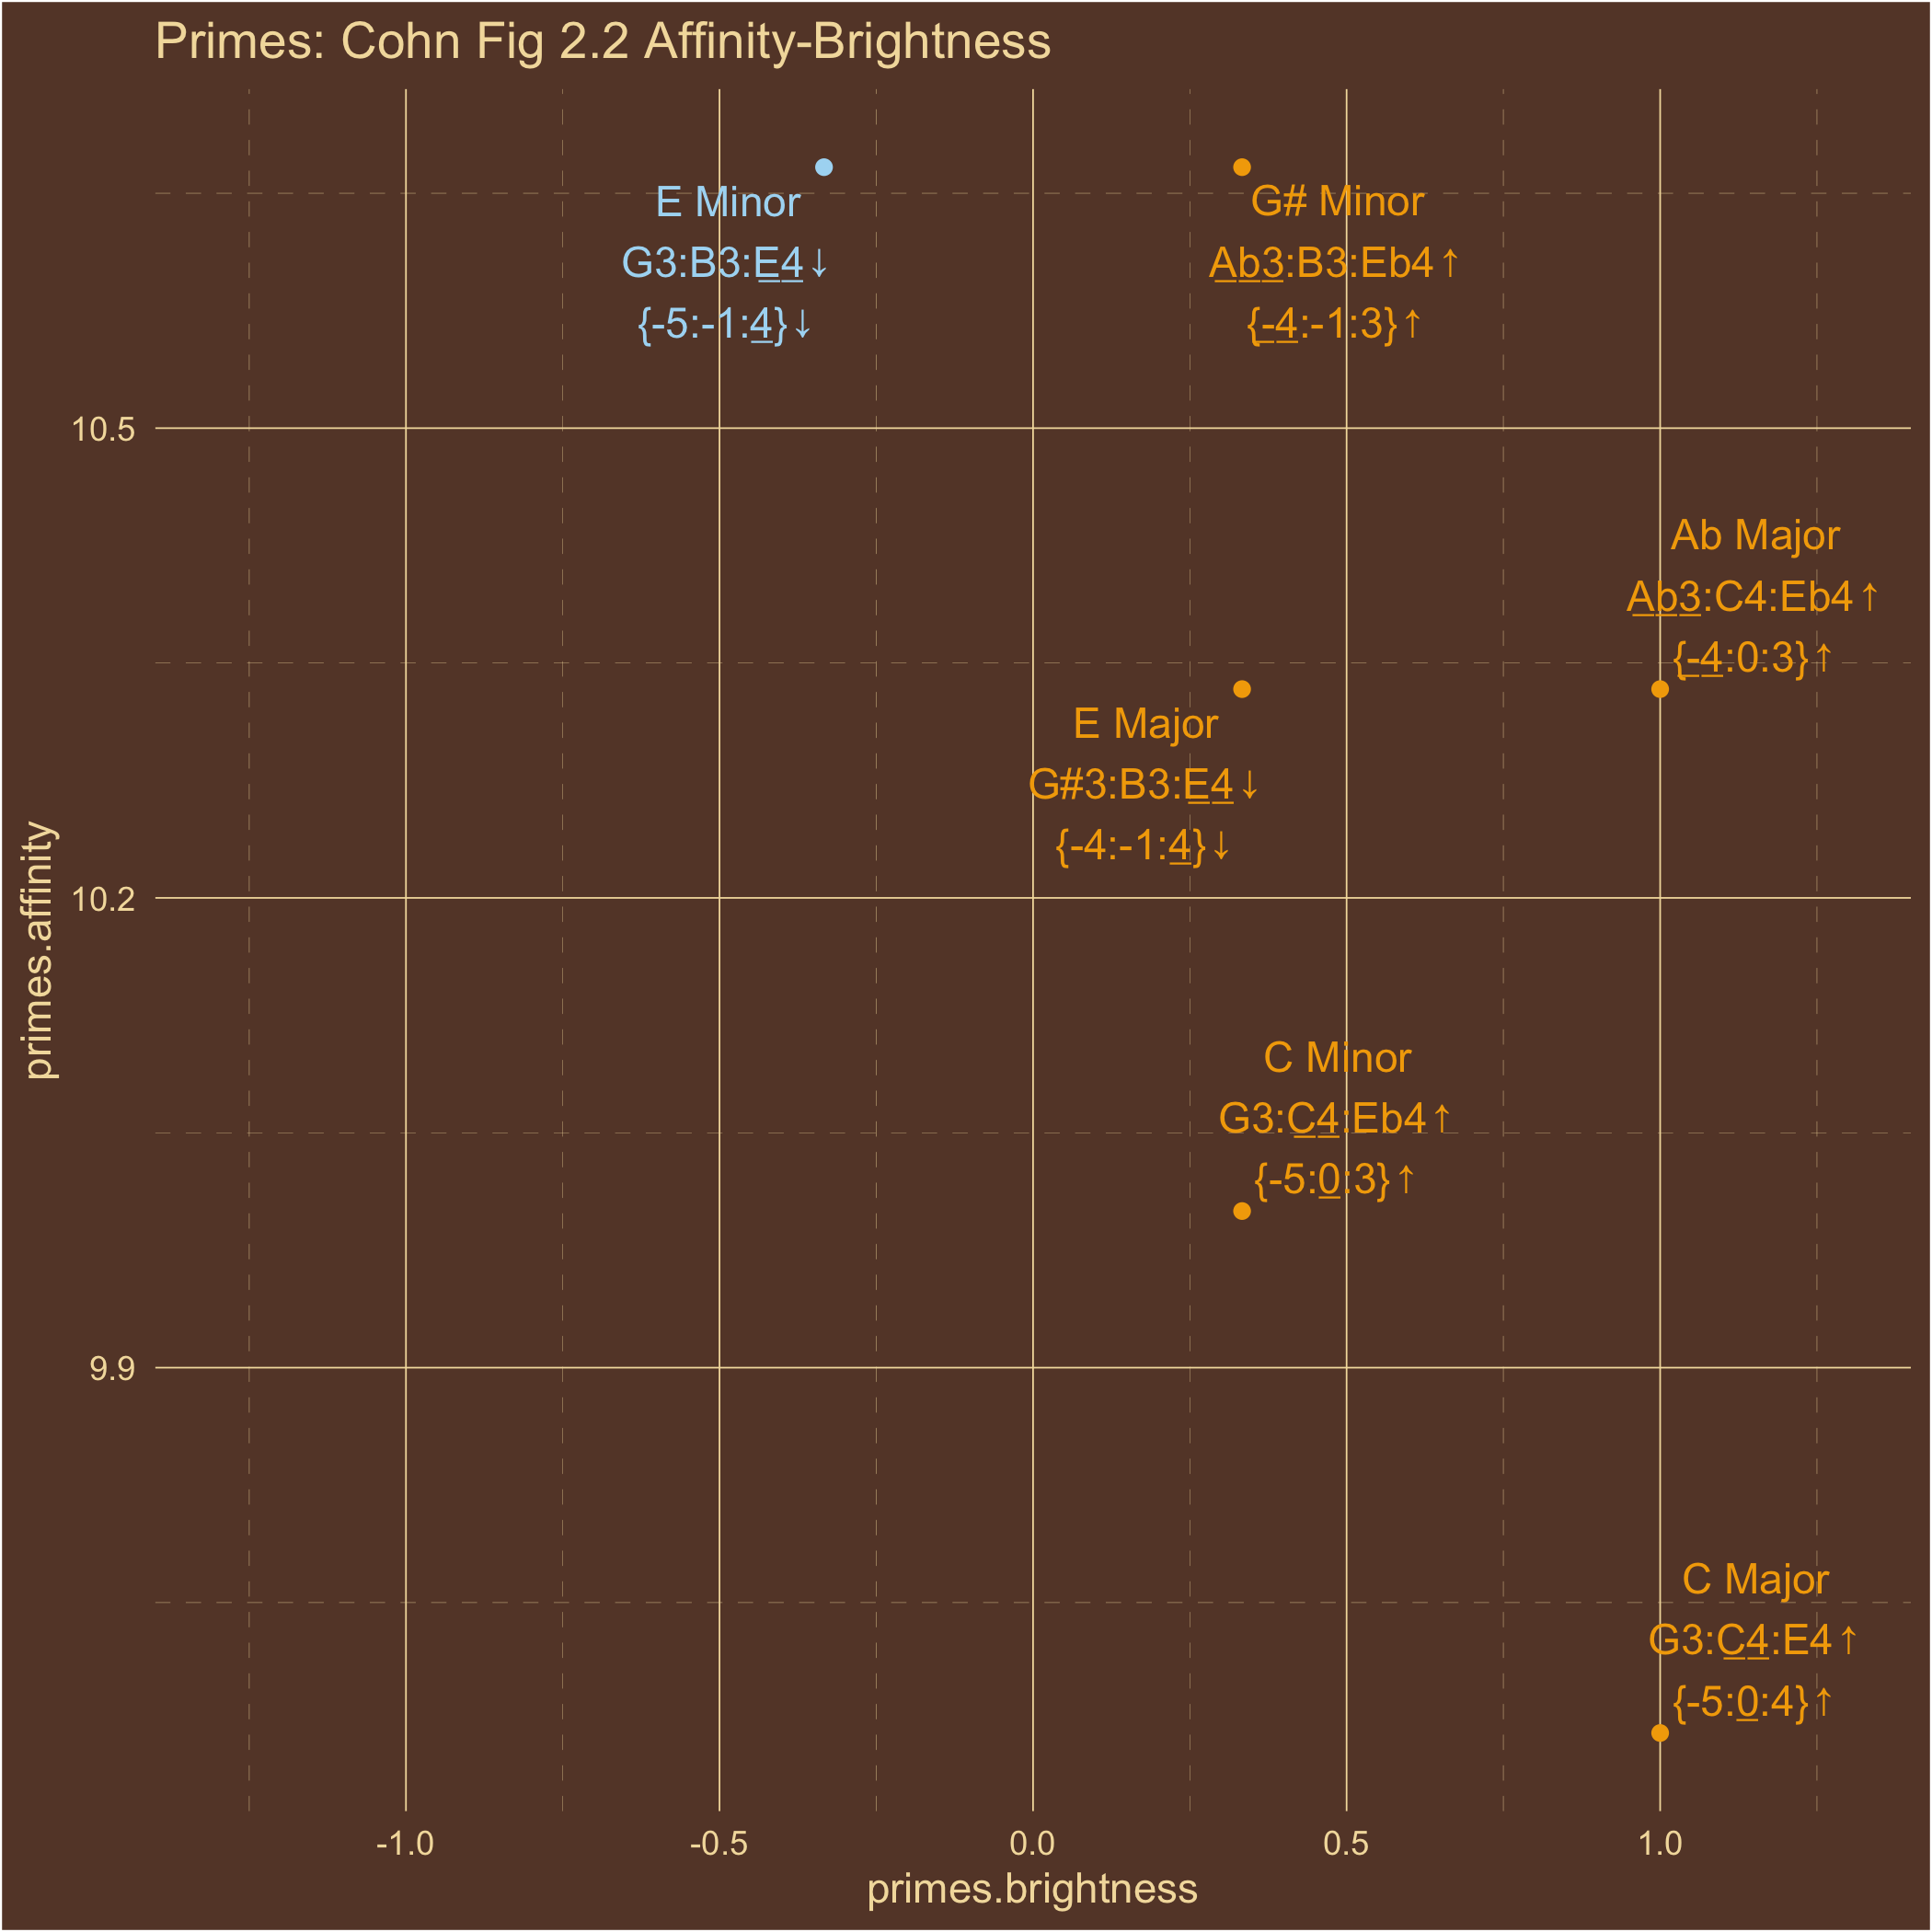 Primes: Cohn Fig 2.2 Affinity-Brightness
E Minor
G3:B3:E4↓
{-5:-1:4}↓
G# Minor
Ab3:B3:Eb4↑
{-4:-1:3}↑
10.5
Ab Major
Ab3:C4:Eb4↑
{-4:0:3}↑
E Major
G#3:B3:E4↓
{-4:-1:4}↓
10.2
primes.affinity
C Minor
G3:C4:Eb4↑
{-5:0:3}↑
9.9
C Major
G3:C4:E4↑
{-5:0:4}↑
-1.0
-0.5
0.0
0.5
1.0
primes.brightness